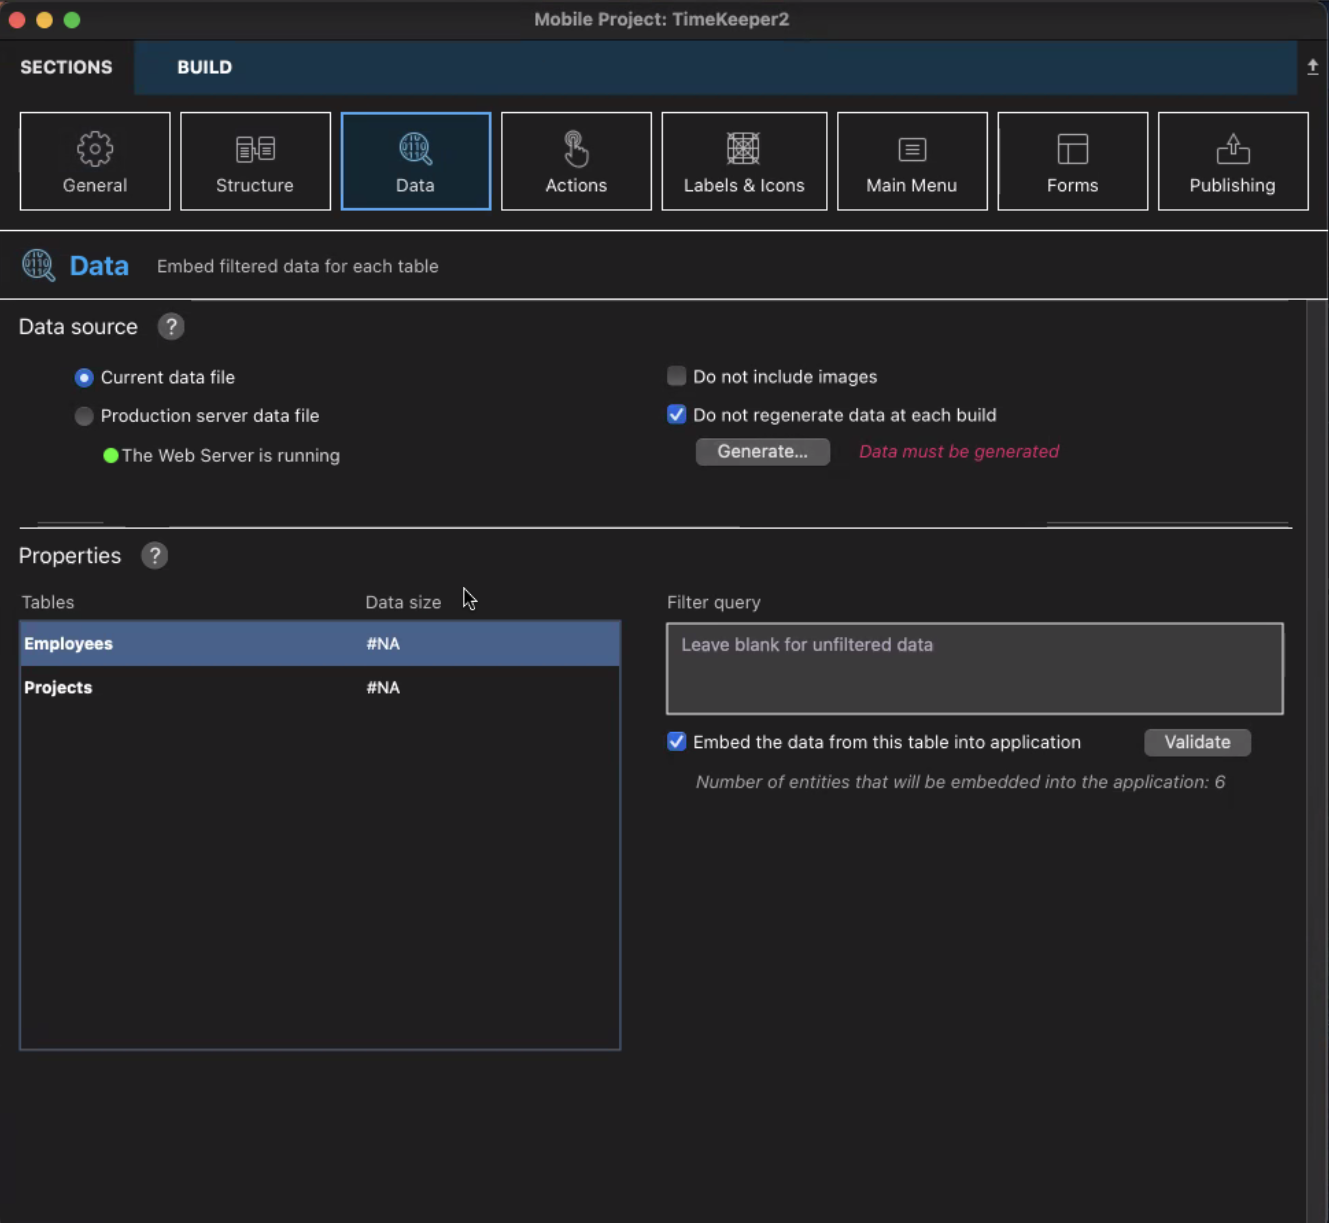 Mobile Project: TimeKeeper2
SECTIONS BUILD
General Structure Data Actions Labels & Icons Main Menu Forms Publishing
Data Embed filtered data for each table
Data source ?
Current data file
Do not include images
Production server data file
Do not regenerate data at each build
The Web Server is running
Generate... Data must be generated
Properties ?
Tables Data size
Filter query
Employees #NA
Leave blank for unfiltered data
Projects #NA
Embed the data from this table into application Validate
Number of entities that will be embedded into the application: 6